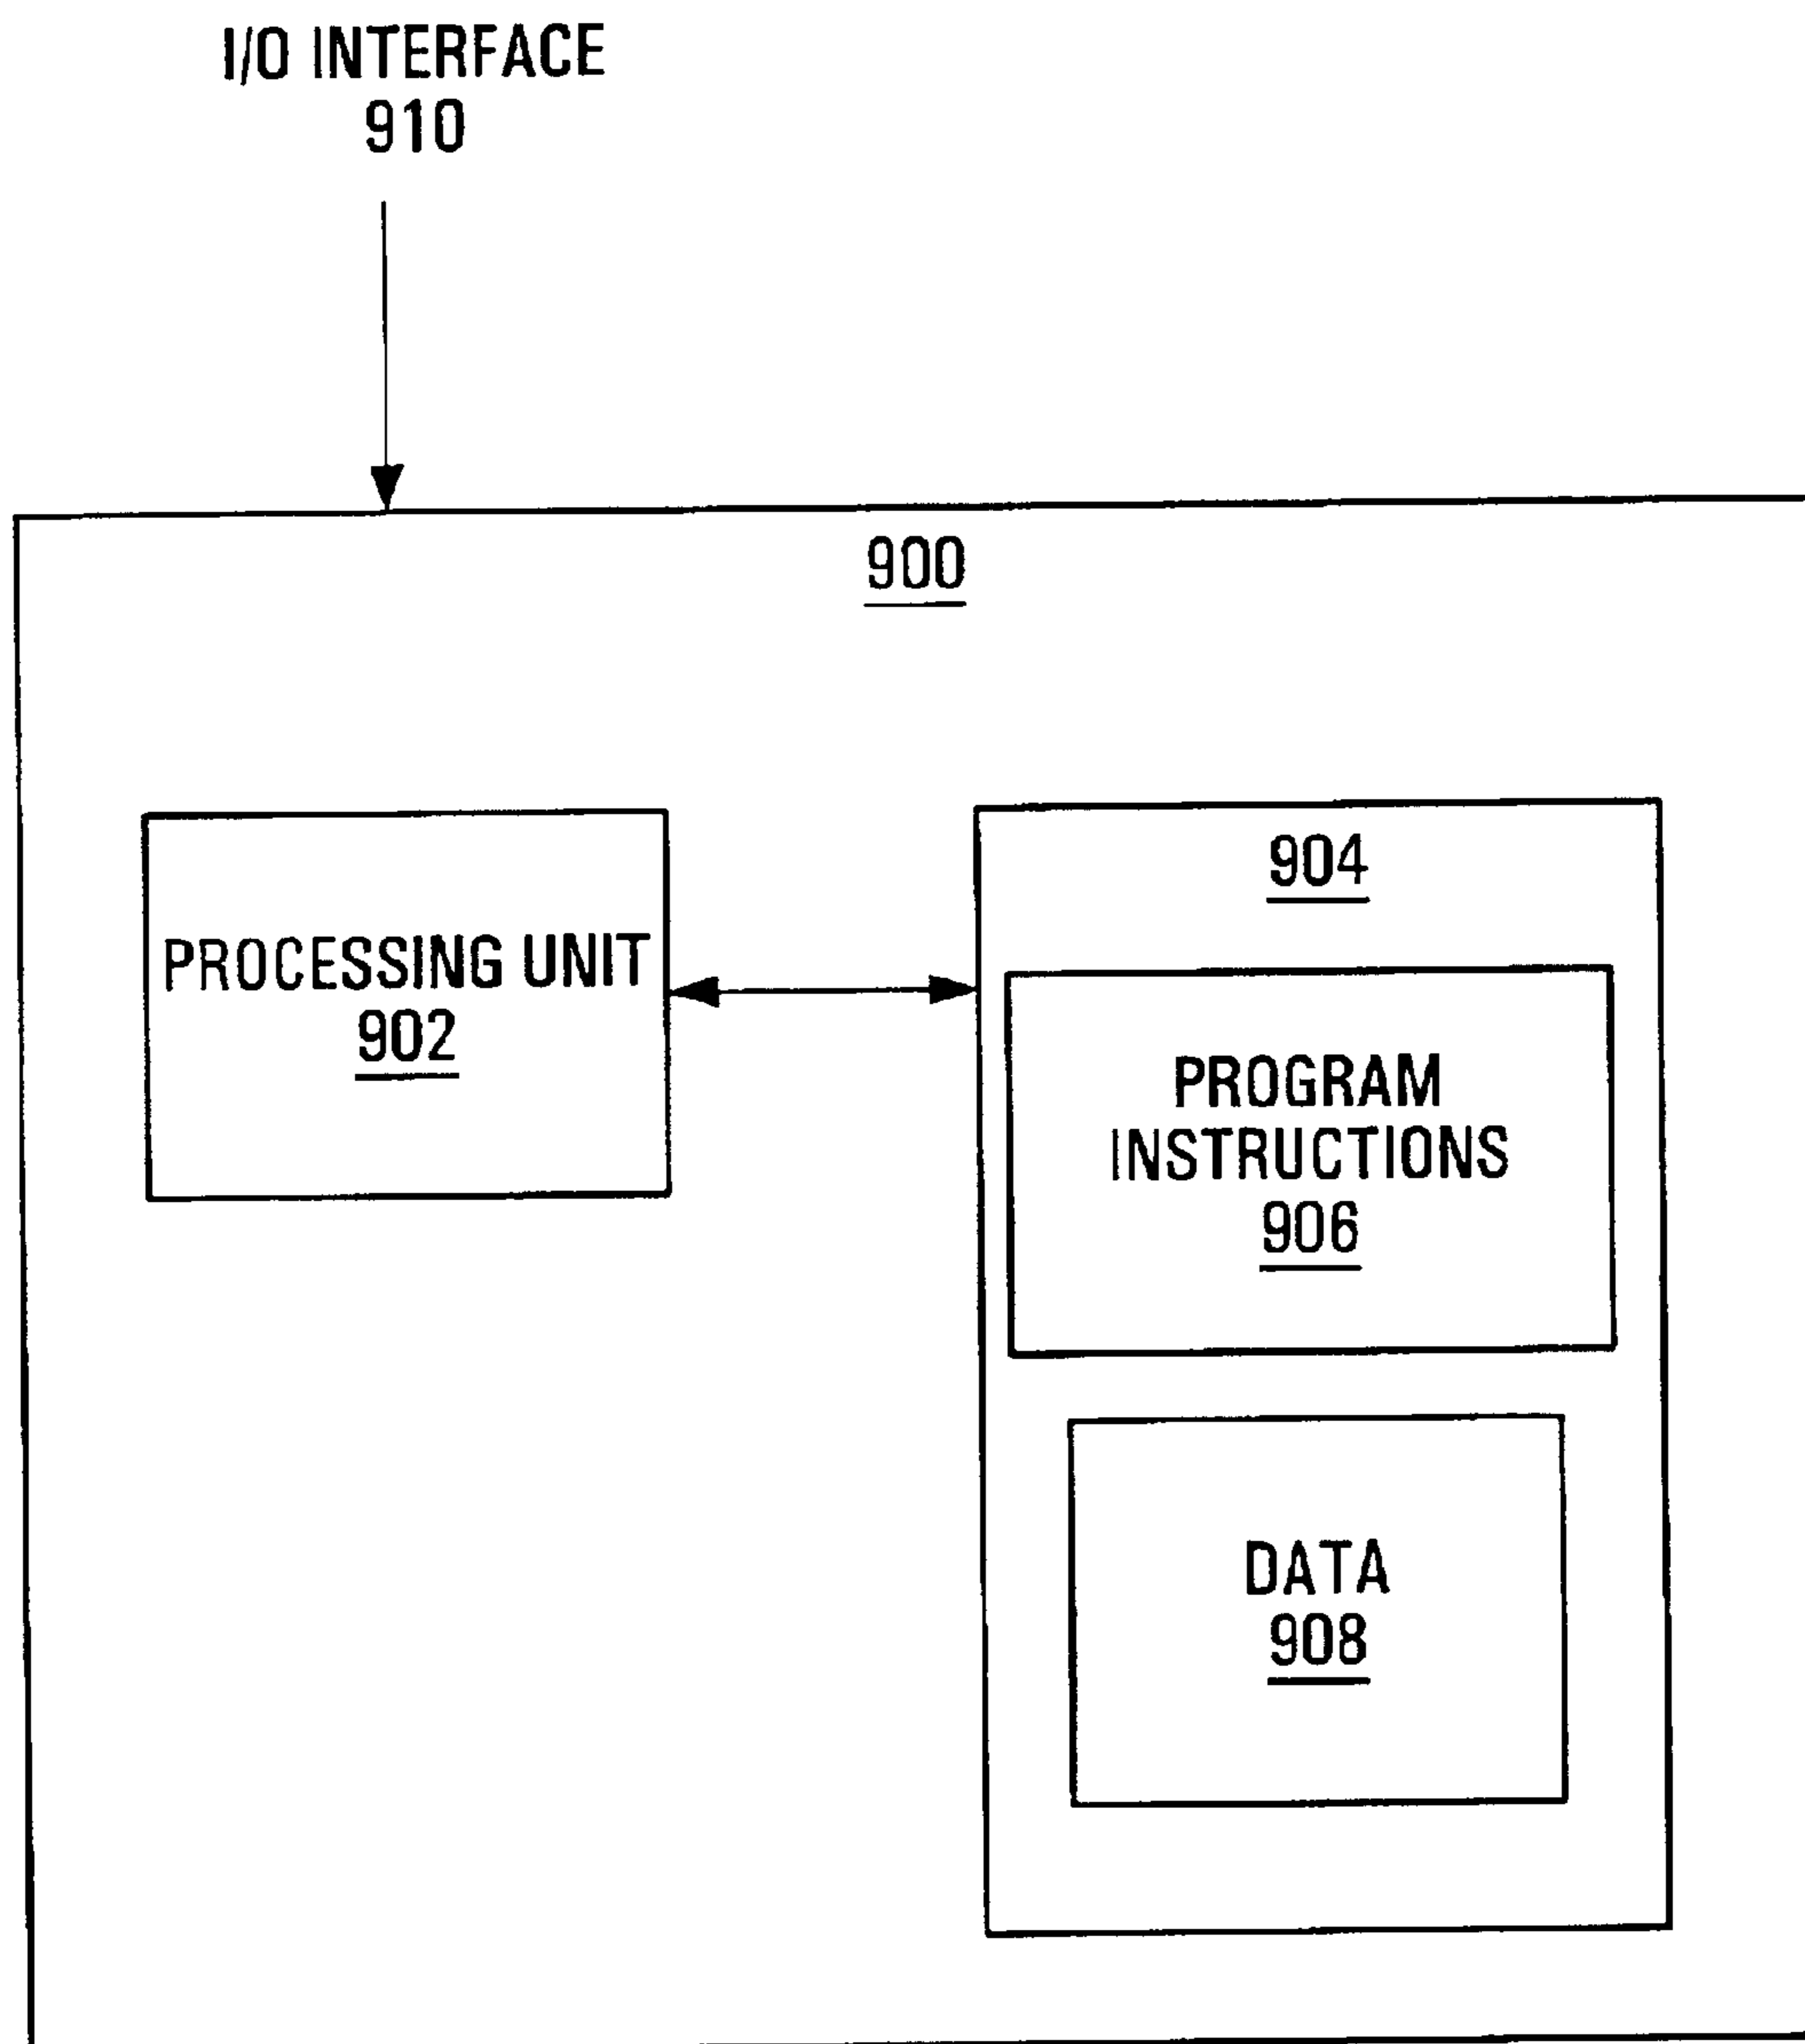 I/O INTERFACE
910
900
PROCESSING UNIT
902
904
PROGRAM
INSTRUCTIONS
906
DATA
908